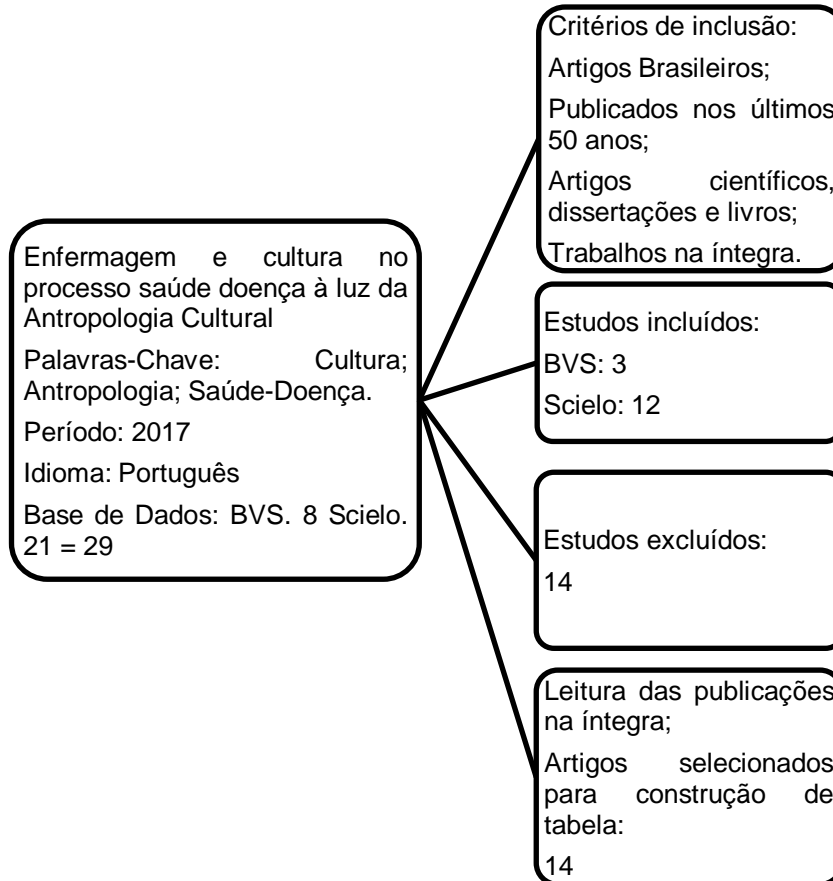 Enfermagem e cultura no
processo saúde doença à luz da
Antropologia Cultural
Palavras-Chave: Cultura;
Antropologia; Saúde-Doença.
Período: 2017
Idioma: Português
Base de Dados: BVS. 8 Scielo.
21 = 29
Critérios de inclusão:
Artigos Brasileiros;
Publicados nos últimos
50 anos;
Artigos científicos,
dissertações e livros;
Trabalhos na íntegra.
Estudos incluídos:
BVS: 3
Scielo: 12
Estudos excluídos:
14
Leitura das publicações
na íntegra;
Artigos selecionados
para construção de
tabela:
14